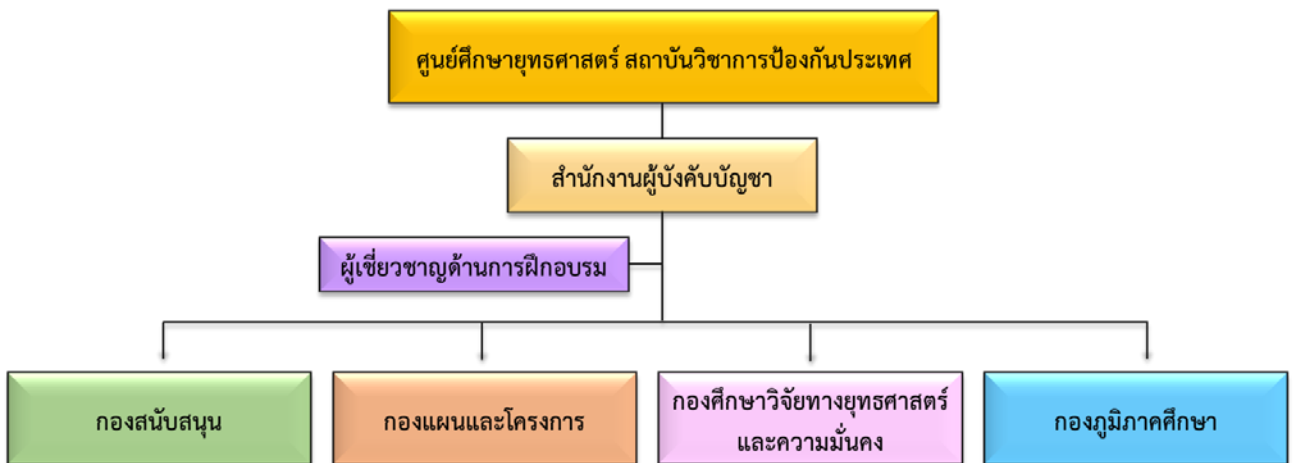 ศูนย์ศึกษายุทธศาสตร์ สถาบันวิชาการป้องกันประเทศ
สำนักงานผู้บังคับบัญชา
ผู้เชี่ยวชาญด้านการฝึกอบรม
กองสนับสนุน
กองแผนและโครงการ
กองศึกษาวิจัยทางยุทธศาสตร์
และความมั่นคง
กองภูมิภาคศึกษา